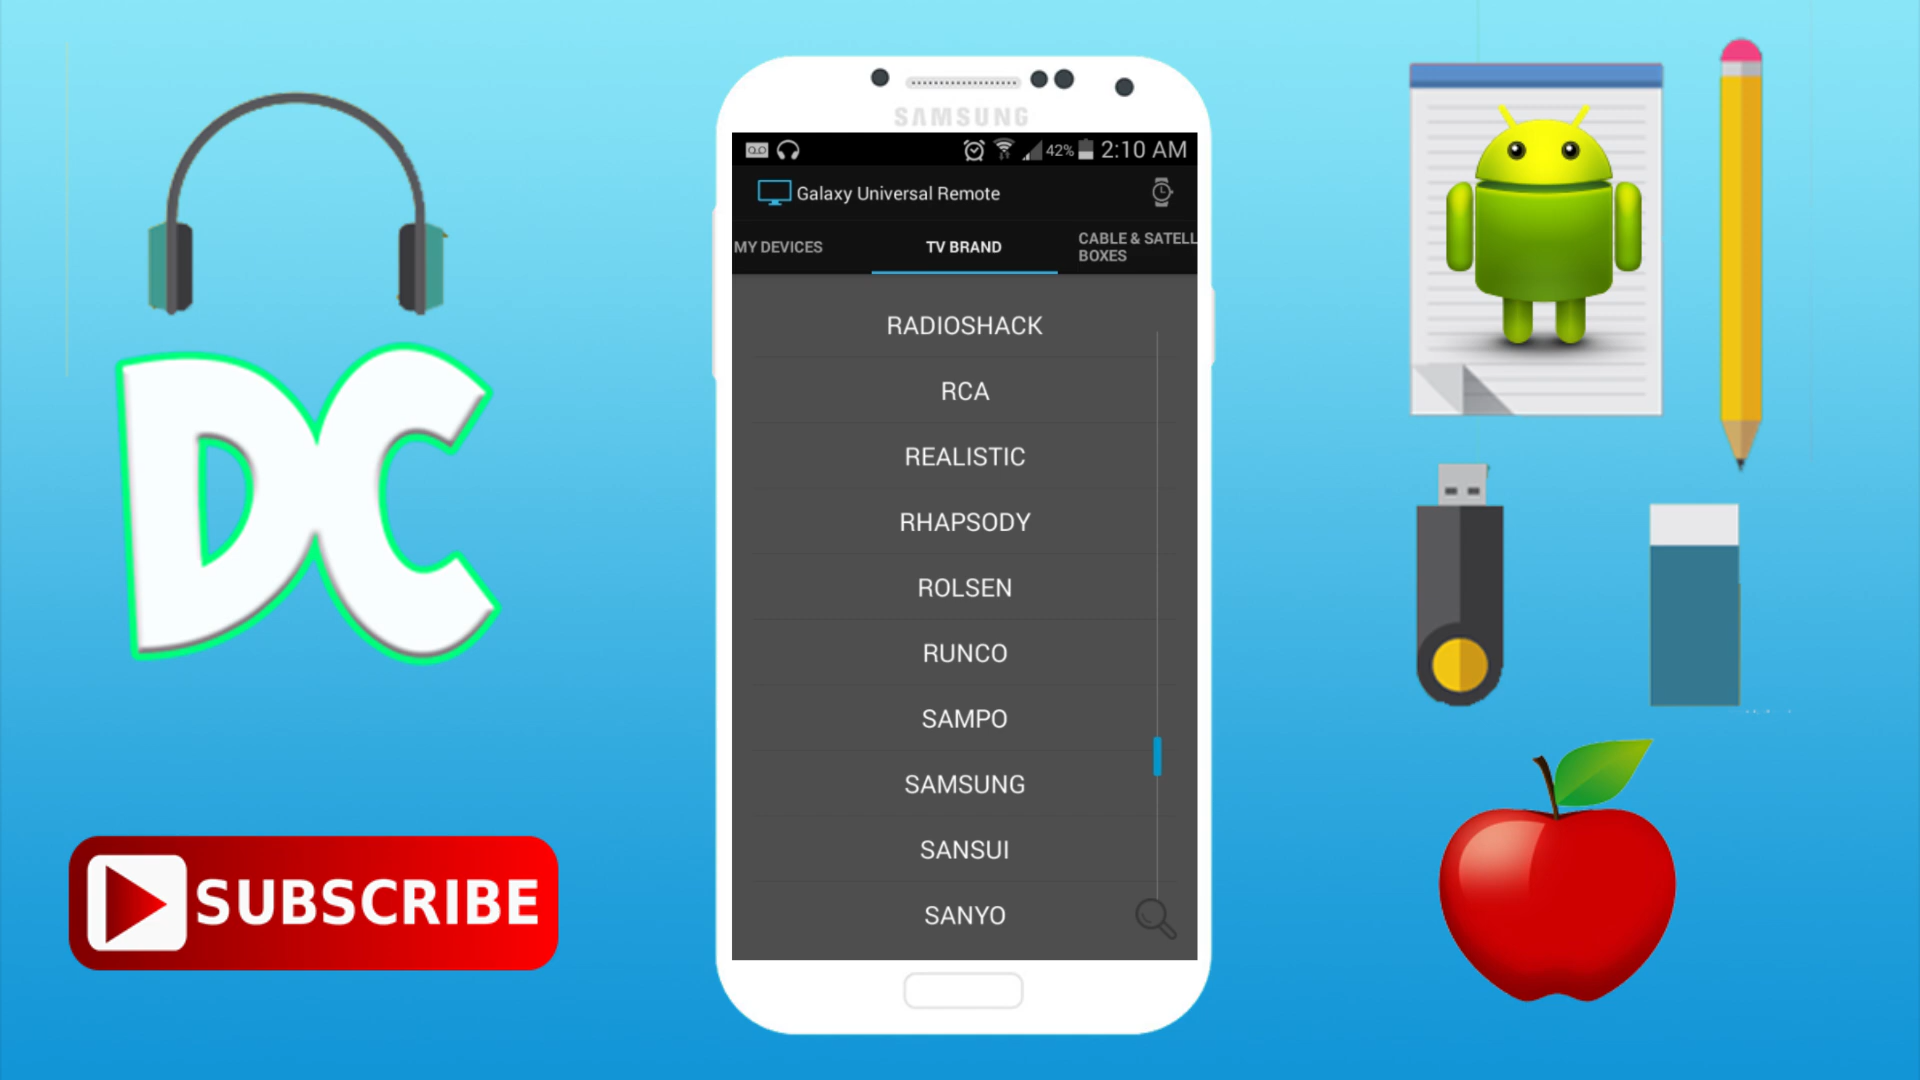 DC
SUBSCRIBE
SAMSUNG
42% 2:10 AM
Galaxy Universal Remote
MY DEVICES
TV BRAND
CABLE & SATELL
BOXES
RADIOSHACK
RCA
REALISTIC
RHAPSODY
ROLSEN
RUNCO
SAMPO
SAMSUNG
SANSUI
SANYO